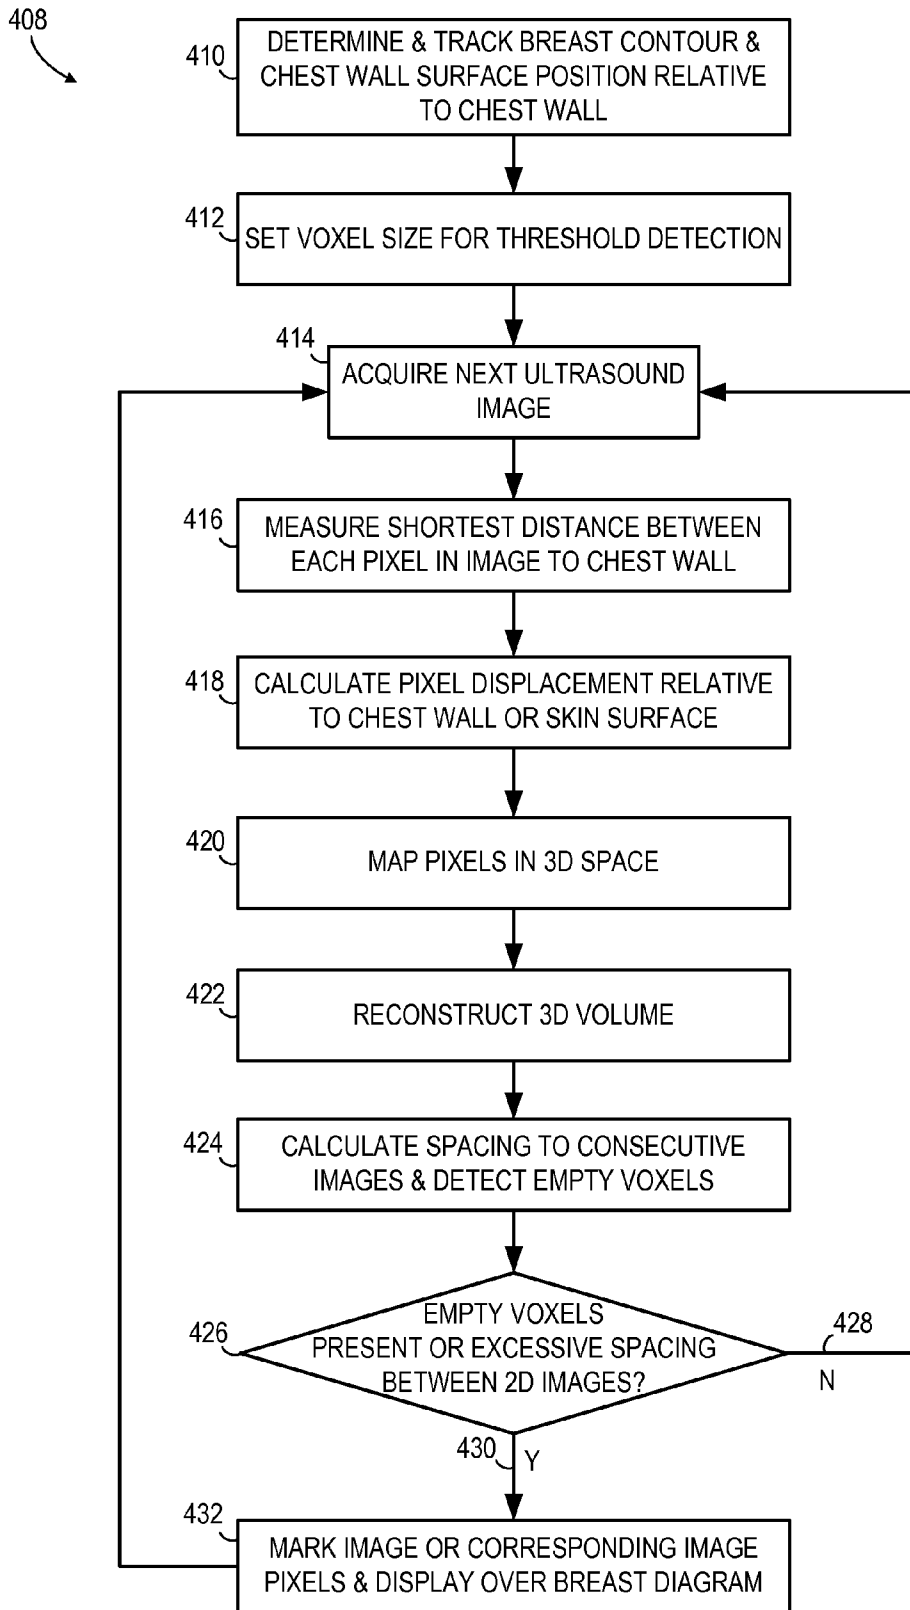 408
410
DETERMINE & TRACK BREAST CONTOUR &
CHEST WALL SURFACE POSITION RELATIVE
TO CHEST WALL
412
SET VOXEL SIZE FOR THRESHOLD DETECTION
414
ACQUIRE NEXT ULTRASOUND
IMAGE
416
MEASURE SHORTEST DISTANCE BETWEEN
EACH PIXEL IN IMAGE TO CHEST WALL
418
CALCULATE PIXEL DISPLACEMENT RELATIVE
TO CHEST WALL OR SKIN SURFACE
420
MAP PIXELS IN 3D SPACE
422
RECONSTRUCT 3D VOLUME
424
CALCULATE SPACING TO CONSECUTIVE
IMAGES & DETECT EMPTY VOXELS
426
EMPTY VOXELS
PRESENT OR EXCESSIVE SPACING
BETWEEN 2D IMAGES?
428
N
430
Y
432
MARK IMAGE OR CORRESPONDING IMAGE
PIXELS & DISPLAY OVER BREAST DIAGRAM